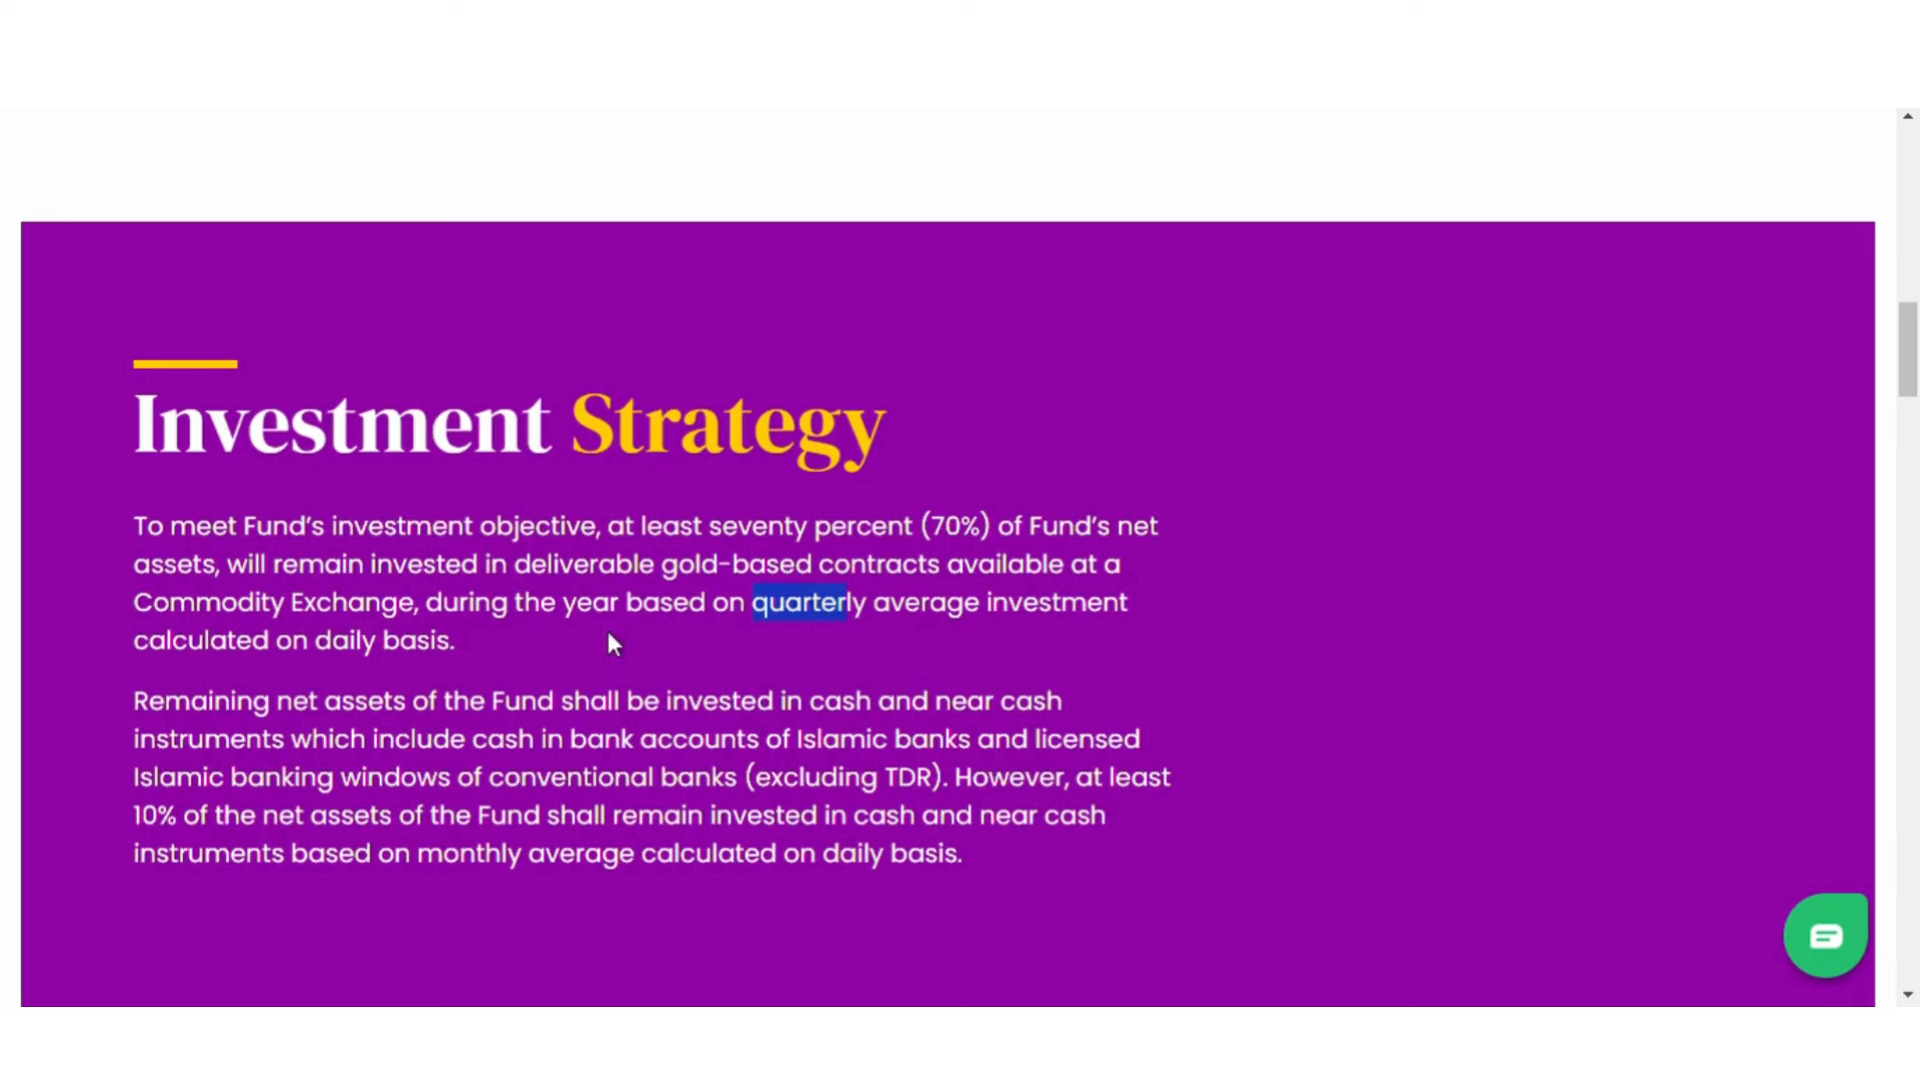 Investment Strategy
To meet Fund's investment objective, at least seventy percent (70%) of Fund's net
assets, will remain invested in deliverable gold-based contracts available at a
Commodity Exchange, during the year based on quarterly average investment
calculated on daily basis.
Remaining net assets of the Fund shall be invested in cash and near cash
instruments which include cash in bank accounts of Islamic banks and licensed
Islamic banking windows of conventional banks (excluding TDR). However, at least
10% of the net assets of the Fund shall remain invested in cash and near cash
instruments based on monthly average calculated on daily basis.